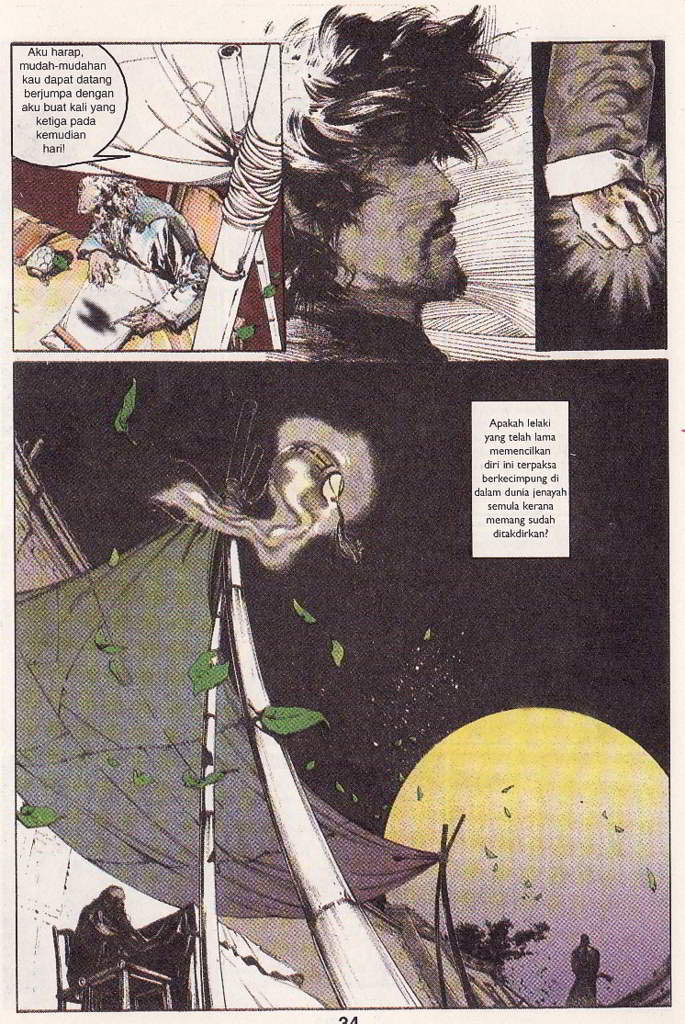 Aku harap,
mudah-mudahan
kau dapat datang
berjumpa dengan
aku buat kali yang
ketiga pada
kemudian
hari!
Apakah lelaki
yang telah lama
memencilkan
diri ini terpaksa
berkecimpung di
dalam dunia jenayah
semula kerana
memang sudah
ditakdirkan?
34